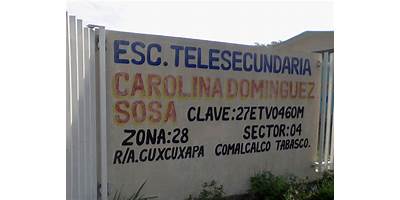 ESC. TELESECUNDARIA
CAROLINA DOMINGUEZ
SOSA CLAVE:27ETV0460M
ZONA:28 SECTOR:04
R/A.CUXCUXAPA COMALCALCO TABASCO.